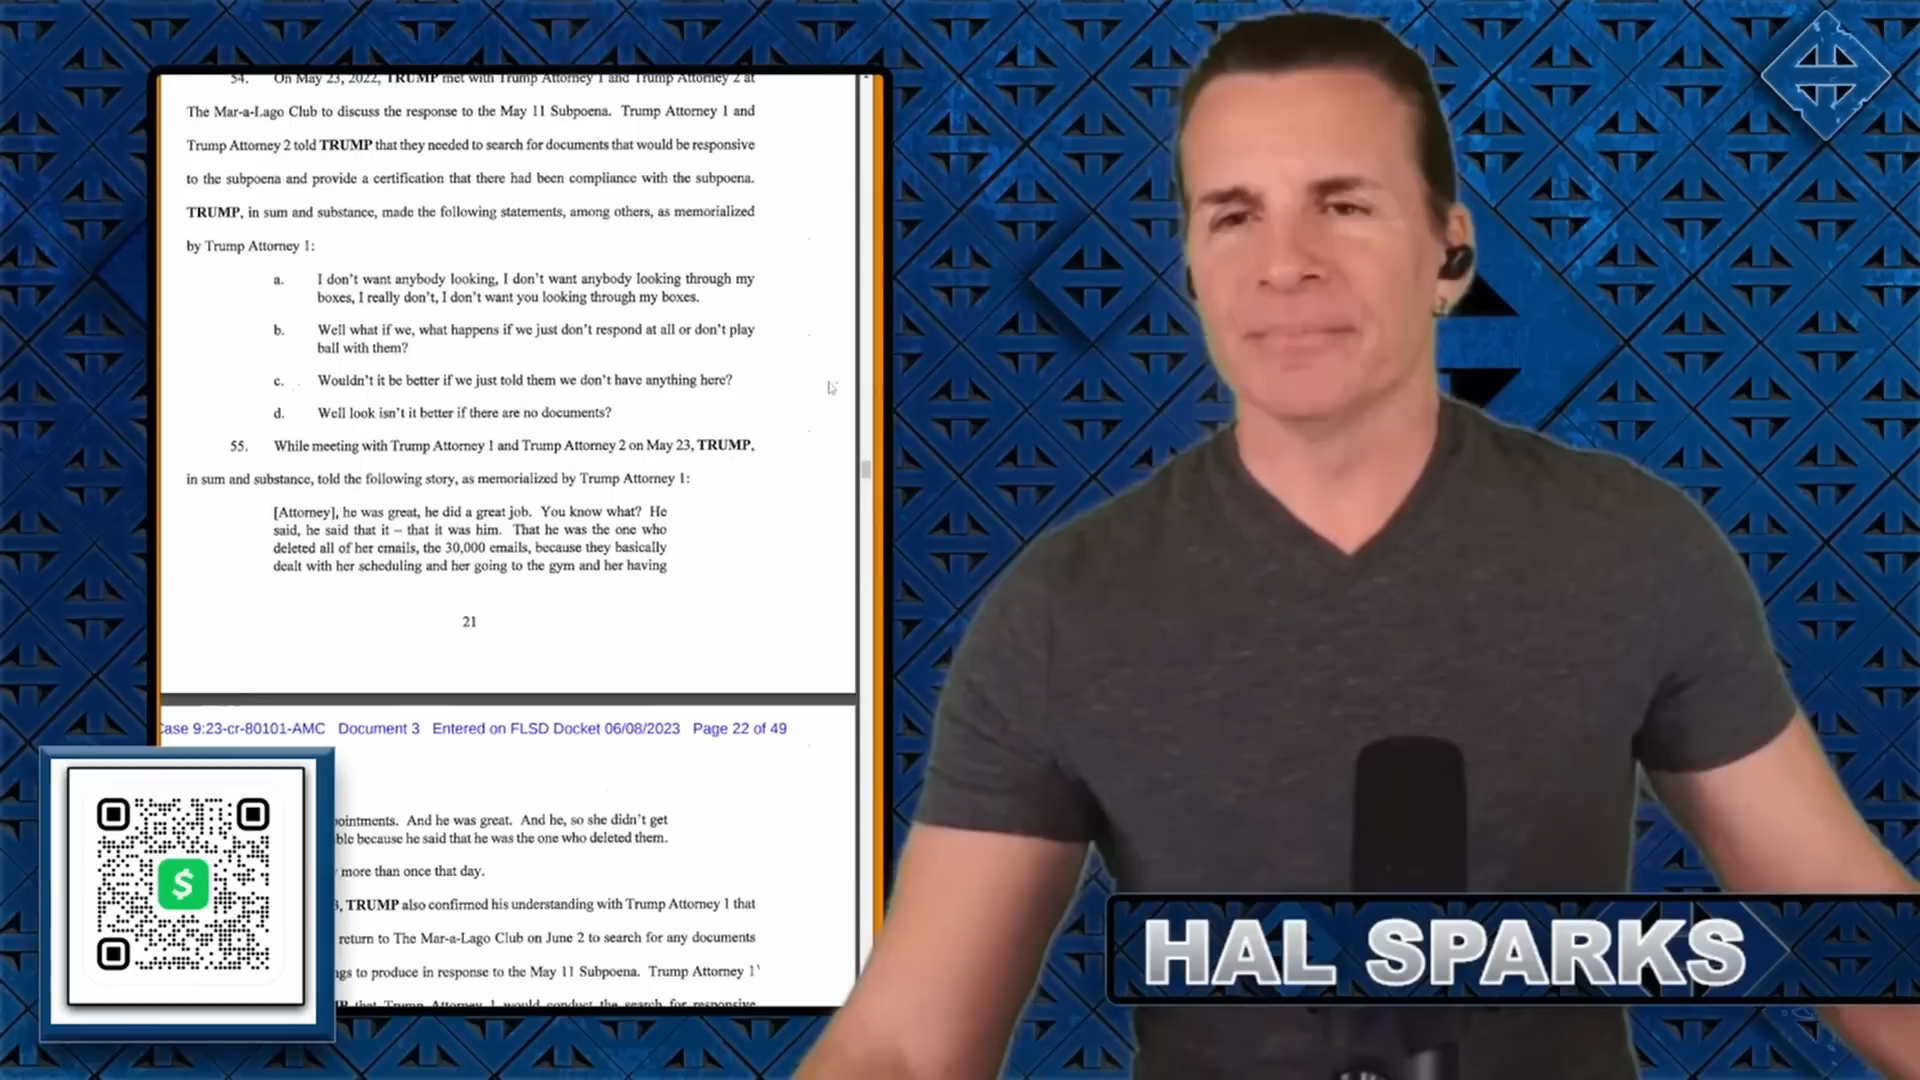 54. On May 23, 2022, TRUMP met with Trump Attorney 1 and Trump Attorney 2 at
The Mar-a-Lago Club to discuss the response to the May 11 Subpoena. Trump Attorney 1 and
Trump Attorney 2 told TRUMP that they needed to search for documents that would be responsive
to the subpoena and provide a certification that there had been compliance with the subpoena.
TRUMP, in sum and substance, made the following statements, among others, as memorialized
by Trump Attorney 1:
a. I don't want anybody looking, I don't want anybody looking through my
boxes, I really don't, I don't want you looking through my boxes.
b. Well what if we, what happens if we just don't respond at all or don't play
ball with them?
c. Wouldn't it be better if we just told them we don't have anything here?
d. Well look isn't it better if there are no documents?
55. While meeting with Trump Attorney 1 and Trump Attorney 2 on May 23, TRUMP,
in sum and substance, told the following story, as memorialized by Trump Attorney 1:
[Attorney], he was great, he did a great job. You know what? He
said, he said that it – that it was him. That he was the one who
deleted all of her emails, the 30,000 emails, because they basically
dealt with her scheduling and her going to the gym and her having
21
Case 9:23-cr-80101-AMC Document 3 Entered on FLSD Docket 06/08/2023 Page 22 of 49
ointments. And he was great. And he, so she didn't get
ble because he said that he was the one who deleted them.
more than once that day.
3, TRUMP also confirmed his understanding with Trump Attorney 1 that
return to The Mar-a-Lago Club on June 2 to search for any documents
ngs to produce in response to the May 11 Subpoena. Trump Attorney 1
that Trump Attorney 1 would conduct the search for responsive
$
HAL SPARKS